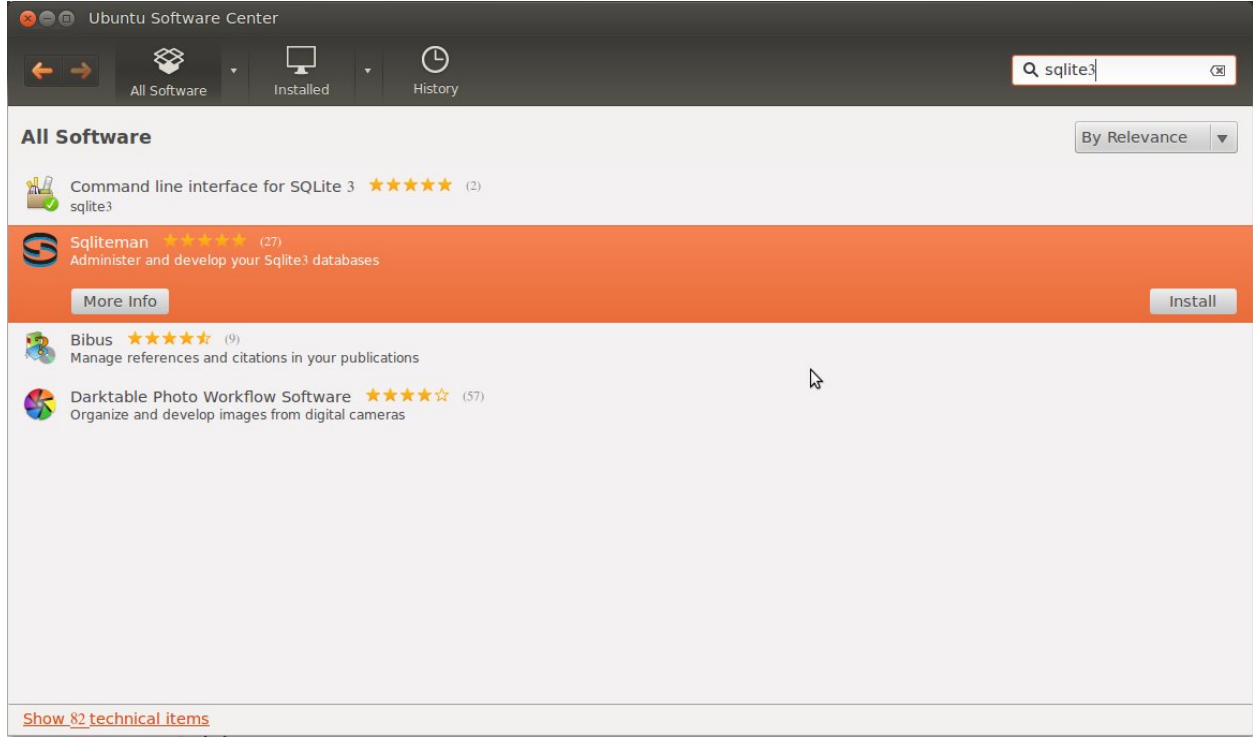 Ubuntu Software Center
All Software
Installed
History
sqlite3
All Software
By Relevance
Command line interface for SQLite 3 (2)
sqlite3
Sqliteman (27)
Administer and develop your Sqlite3 databases
More Info
Install
Bibus (9)
Manage references and citations in your publications
Darktable Photo Workflow Software (57)
Organize and develop images from digital cameras
Show 82 technical items